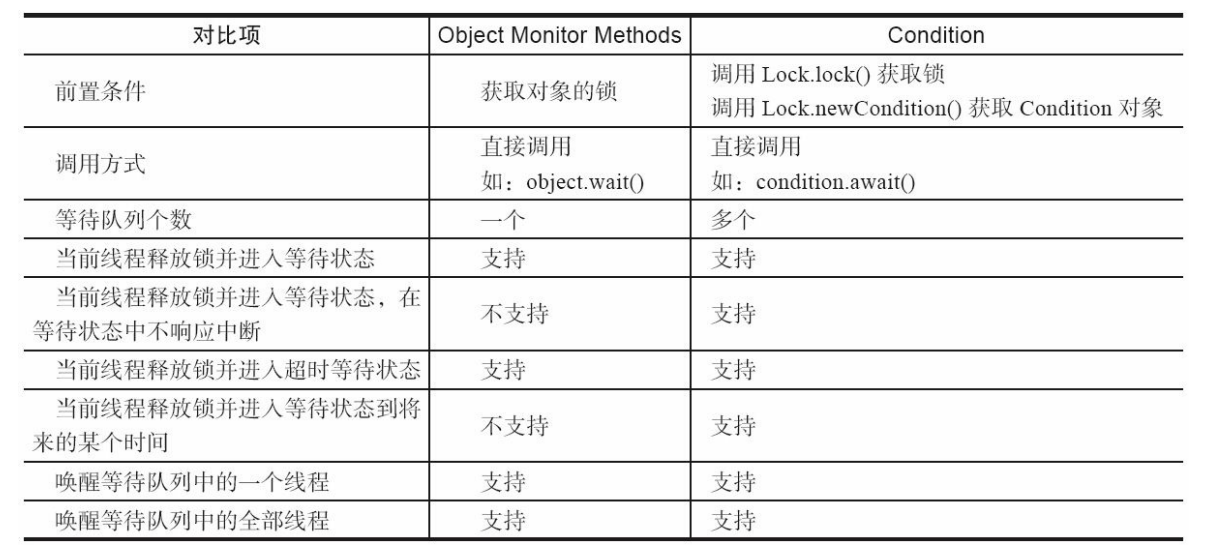 对比项 Object Monitor Methods Condition
前置条件 获取对象的锁 调用 Lock.lock() 获取锁
调用 Lock.newCondition() 获取 Condition 对象
调用方式 直接调用 直接调用
如：object.wait() 如：condition.await()
等待队列个数 一个 多个
当前线程释放锁并进入等待状态 支持 支持
当前线程释放锁并进入等待状态，在
等待状态中不响应中断 不支持 支持
当前线程释放锁并进入超时等待状态 支持 支持
当前线程释放锁并进入等待状态到将
来的某个时间 不支持 支持
唤醒等待队列中的一个线程 支持 支持
唤醒等待队列中的全部线程 支持 支持